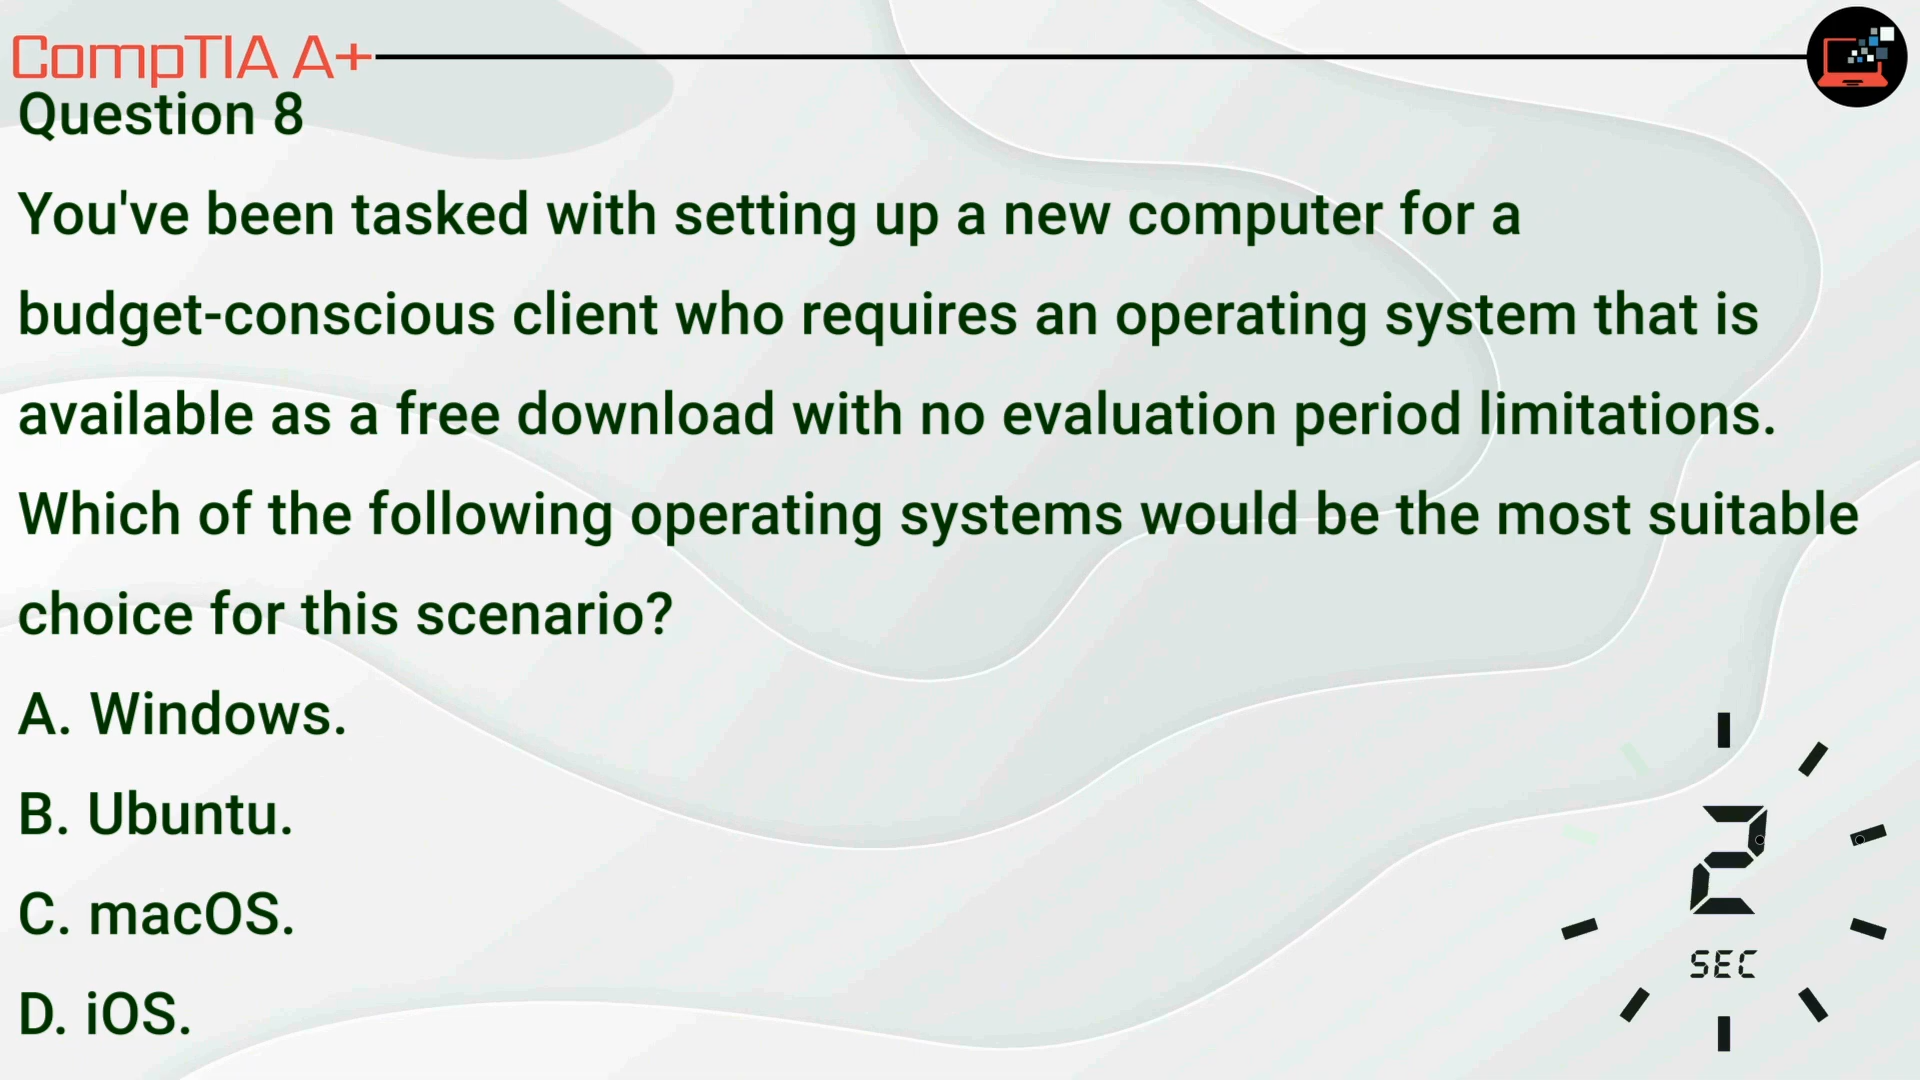 CompTIA A+
Question 8
You've been tasked with setting up a new computer for a
budget-conscious client who requires an operating system that is
available as a free download with no evaluation period limitations.
Which of the following operating systems would be the most suitable
choice for this scenario?
A. Windows.
B. Ubuntu.
C. macOS.
D. iOS.
2
SEC